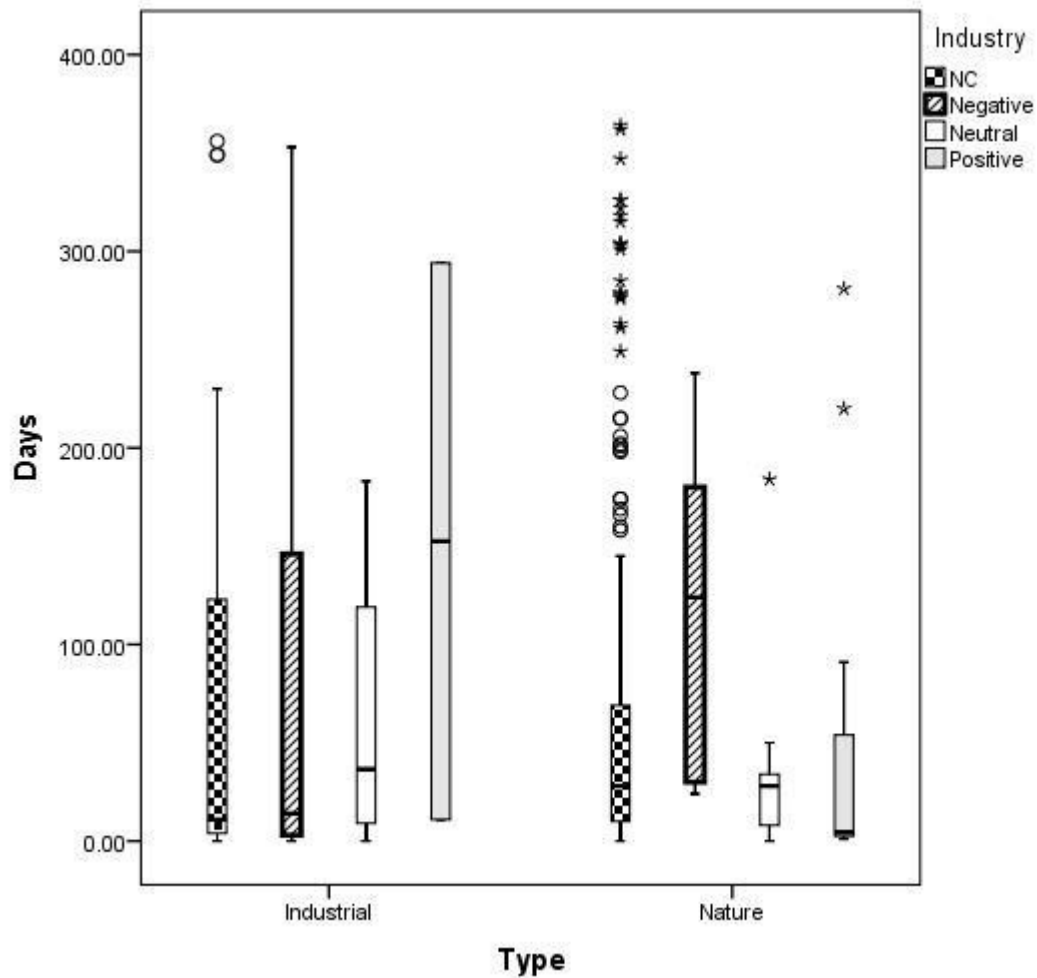 Industry
NC
Negative
Neutral
Positive
400.00
300.00
200.00
100.00
0.00
Days
Industrial
Nature
Type